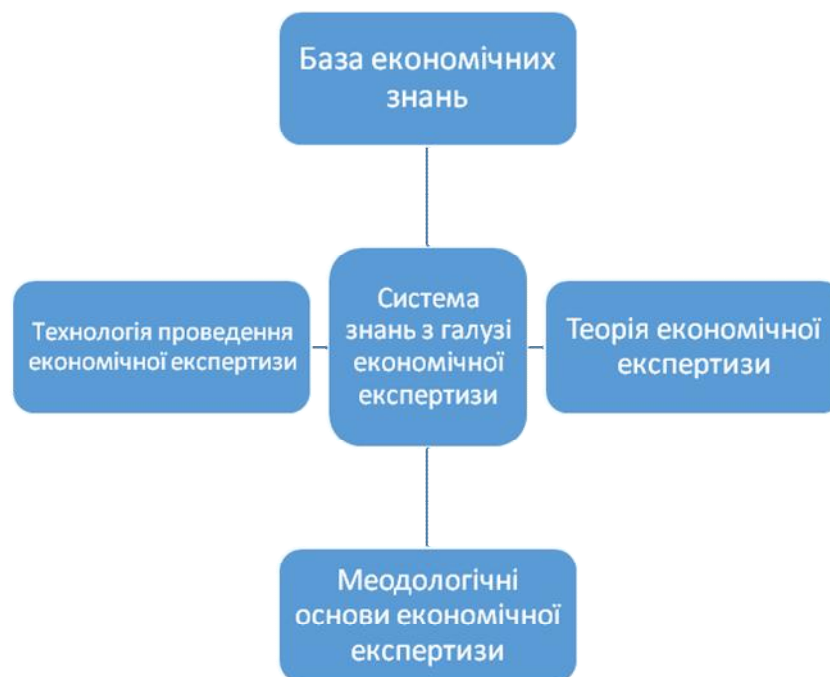 База економічних
знань
Технологія проведення
економічної експертизи
Система
знань з галузі
економічної
експертизи
Теорія економічної
експертизи
Меодологічні
основи економічної
експертизи